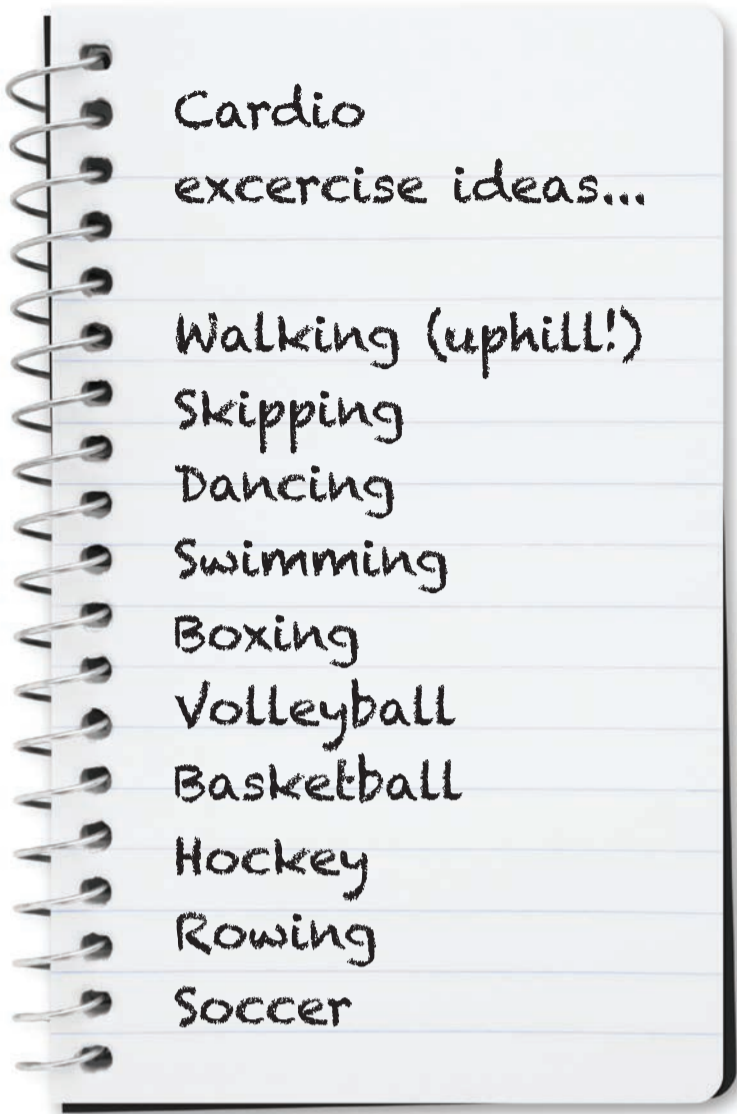 Cardio
excercise ideas...
Walking (uphill!)
Skipping
Dancing
Swimming
Boxing
Volleyball
Basketball
Hockey
Rowing
Soccer